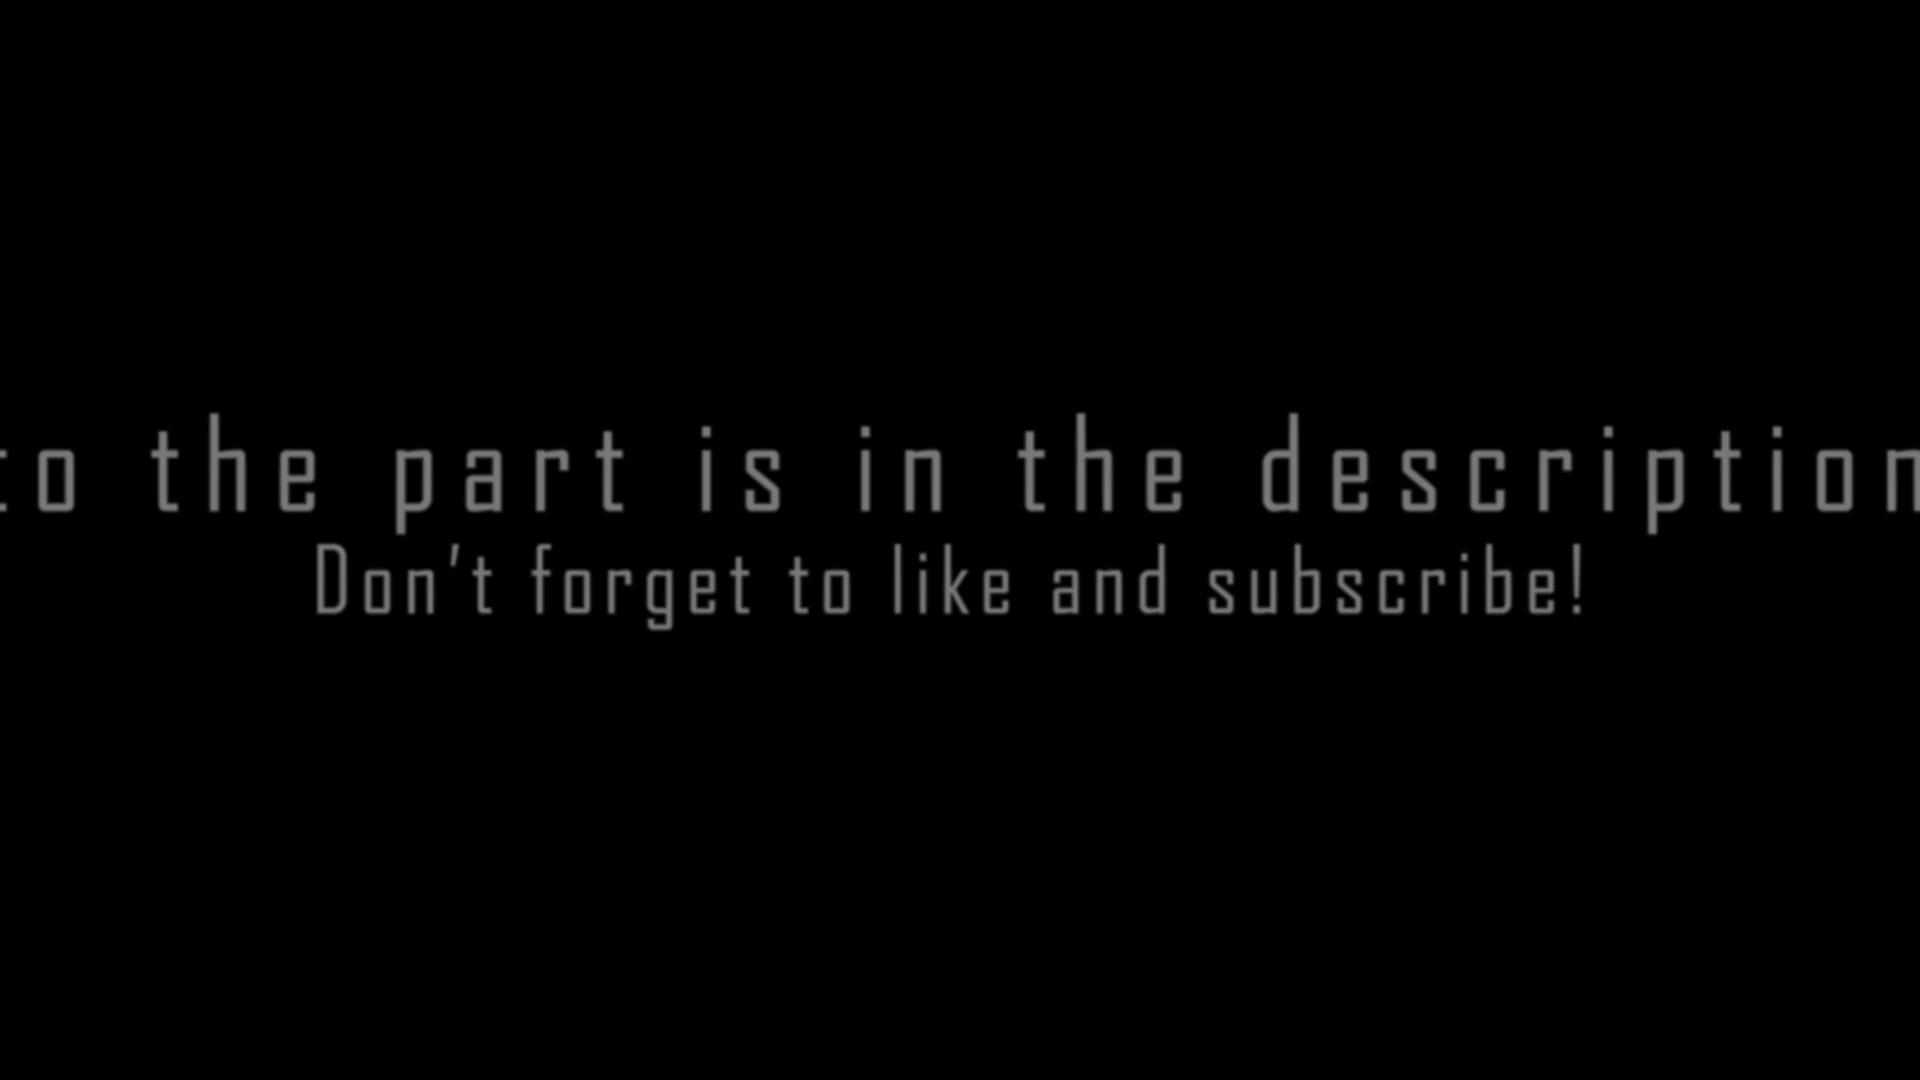 to the part is in the description
Don't forget to like and subscribe!